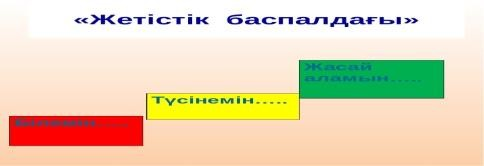 «Жетістік баспалдағы»
Жасай
аламын.....
Түсінемін.....